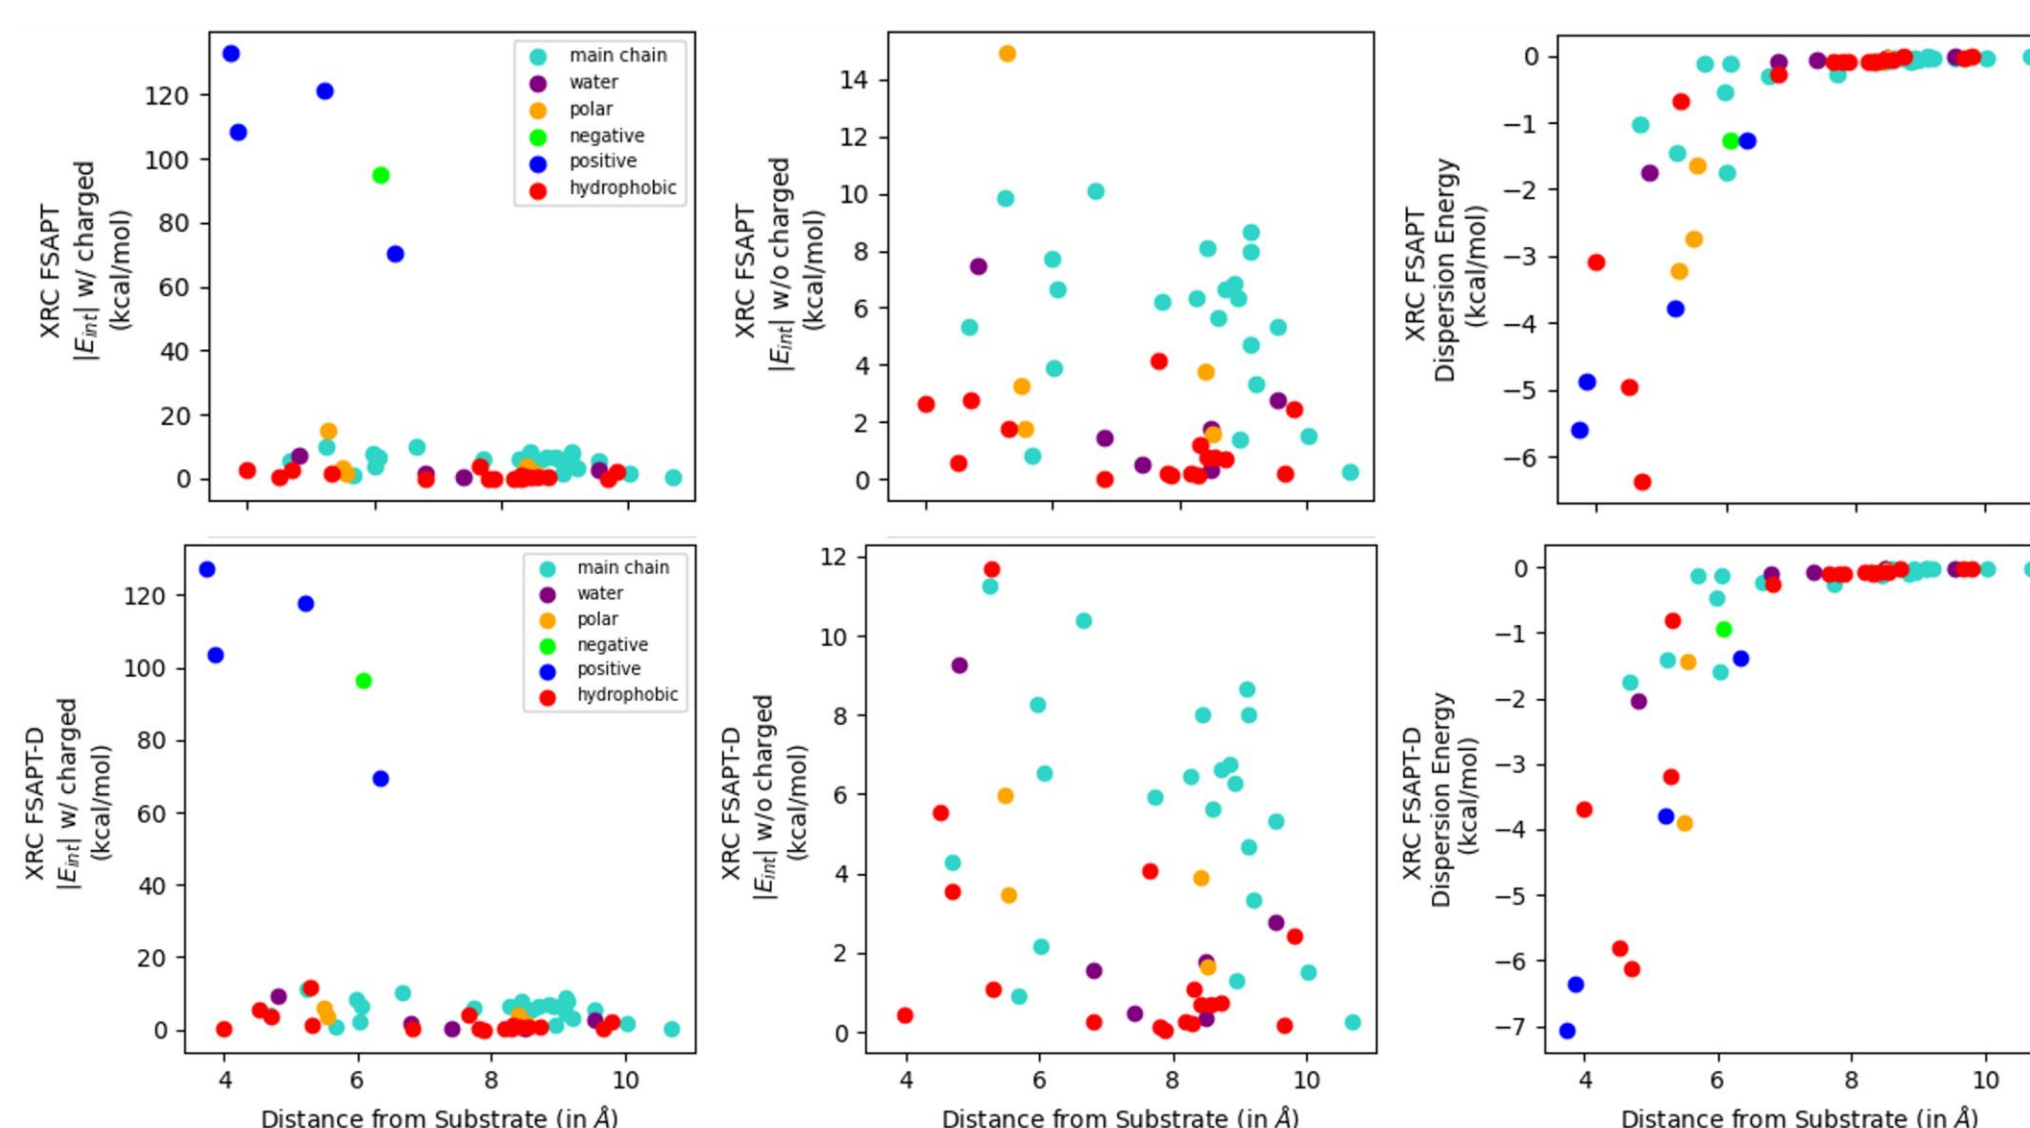 XRC FSAPT
|E_int| w/ charged
(kcal/mol)
120
100
80
60
40
20
0
main chain
water
polar
negative
positive
hydrophobic
XRC FSAPT
|E_int| w/o charged
(kcal/mol)
14
12
10
8
6
4
2
0
XRC FSAPT
Dispersion Energy
(kcal/mol)
0
−1
−2
−3
−4
−5
−6
XRC FSAPT-D
|E_int| w/ charged
(kcal/mol)
120
100
80
60
40
20
0
main chain
water
polar
negative
positive
hydrophobic
4 6 8 10
Distance from Substrate (in Å)
XRC FSAPT-D
|E_int| w/o charged
(kcal/mol)
12
10
8
6
4
2
0
4 6 8 10
Distance from Substrate (in Å)
XRC FSAPT-D
Dispersion Energy
(kcal/mol)
0
−1
−2
−3
−4
−5
−6
−7
4 6 8 10
Distance from Substrate (in Å)